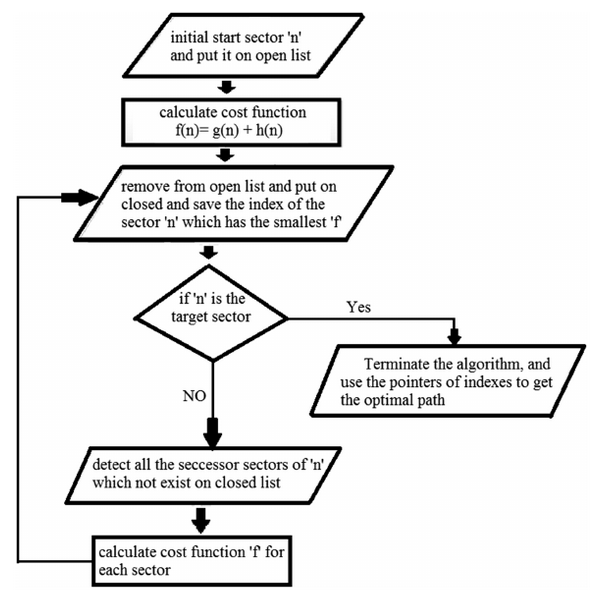 initial start sector 'n'
and put it on open list
calculate cost function
f(n)= g(n) + h(n)
remove from open list and put on
closed and save the index of the
sector 'n' which has the smallest 'f'
if 'n' is the
target sector
Yes
Terminate the algorithm, and
use the pointers of indexes to get
the optimal path
NO
detect all the seccessor sectors of 'n'
which not exist on closed list
calculate cost function 'f' for
each sector